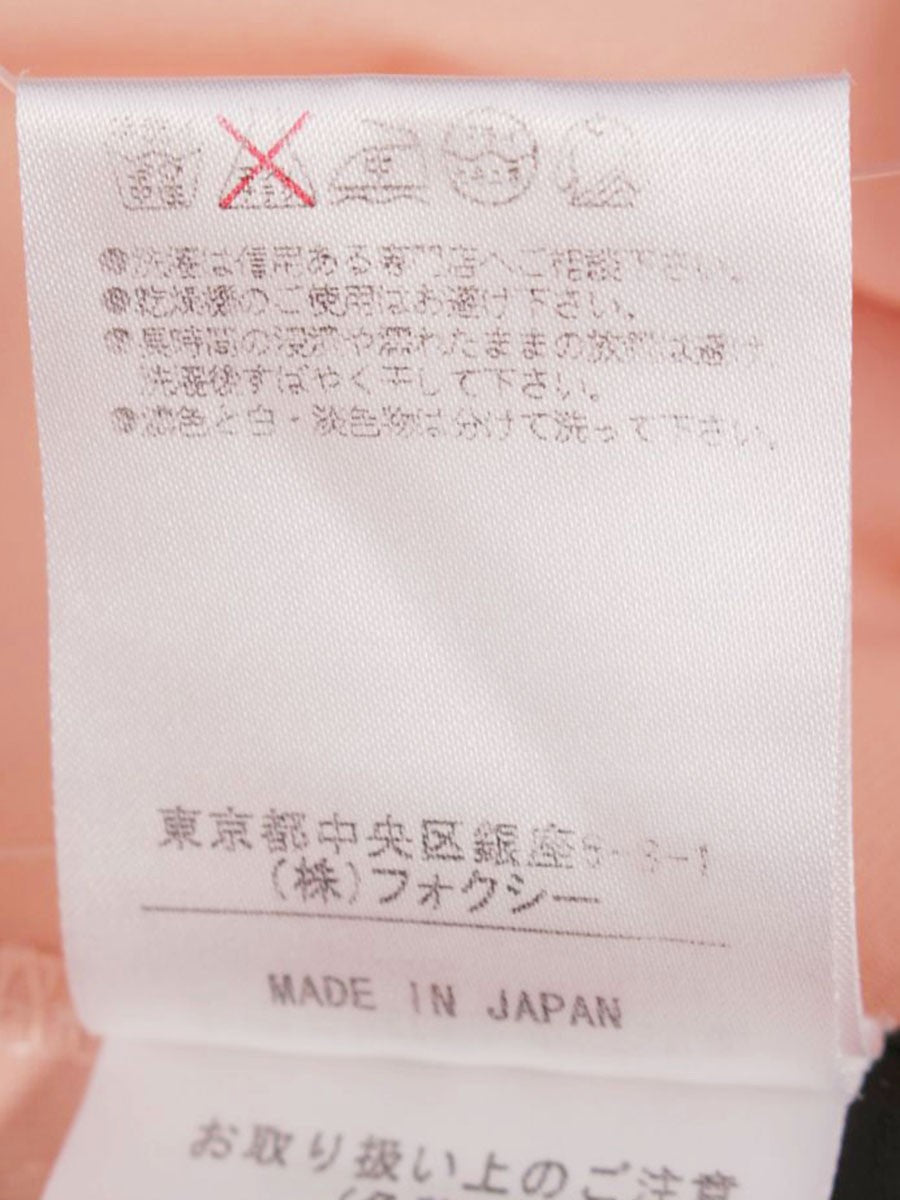 中
洗濯は信用ある専門店へご相談下さい。
乾燥機のご使用はお避け下さい。
長時間の浸漬や濡れたままの放置は避け
洗濯後すばやく干して下さい。
濃色と白・淡色物は分けて洗って下さい。
東京都中央区銀座
(株)フォクシー
MADE IN JAPAN
お取り扱い上のご注意